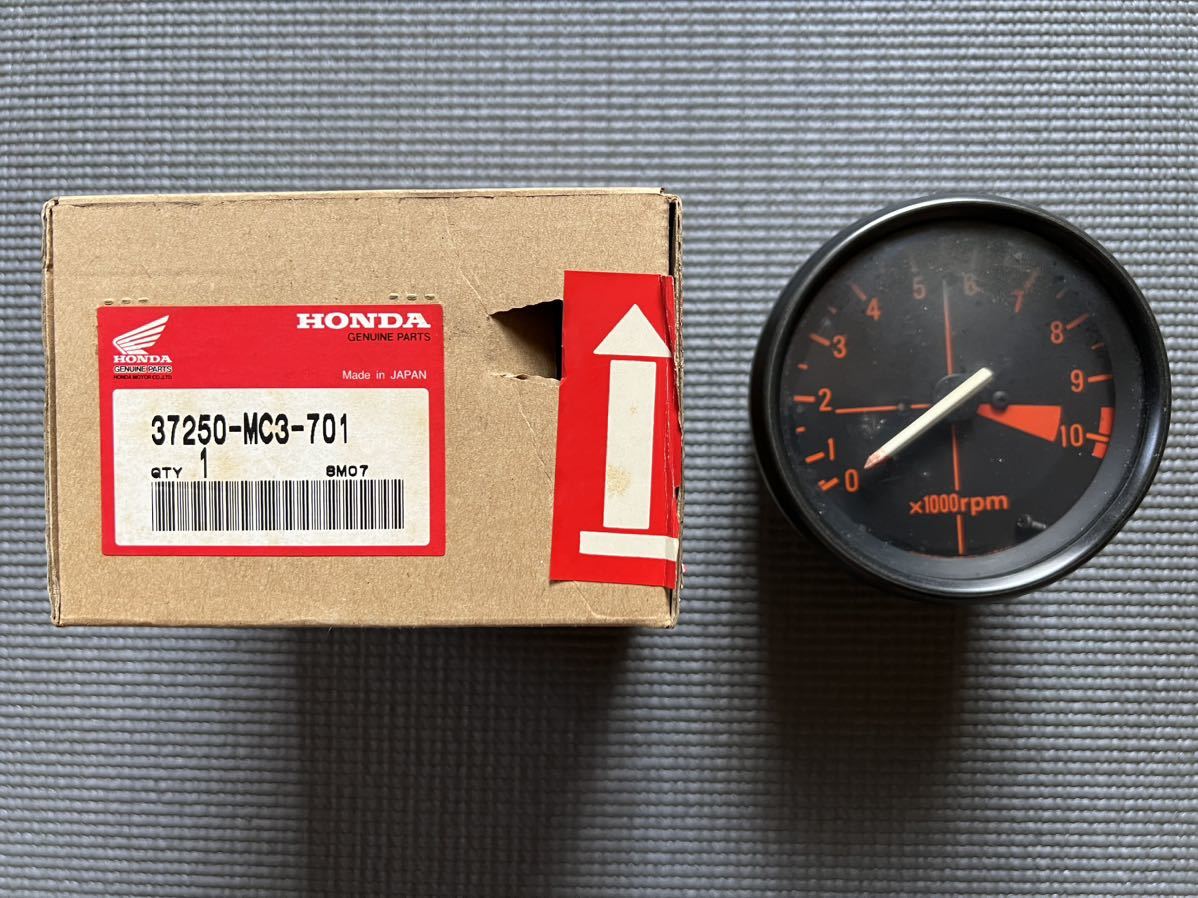 HONDA
GENUINE PARTS
HONDA MOTOR CO.,LTD.
HONDA
GENUINE PARTS
Made in JAPAN
37250-MC3-701
QTY 1 8M07
0
1
2
3
4
5
6
7
8
9
10
×1000rpm